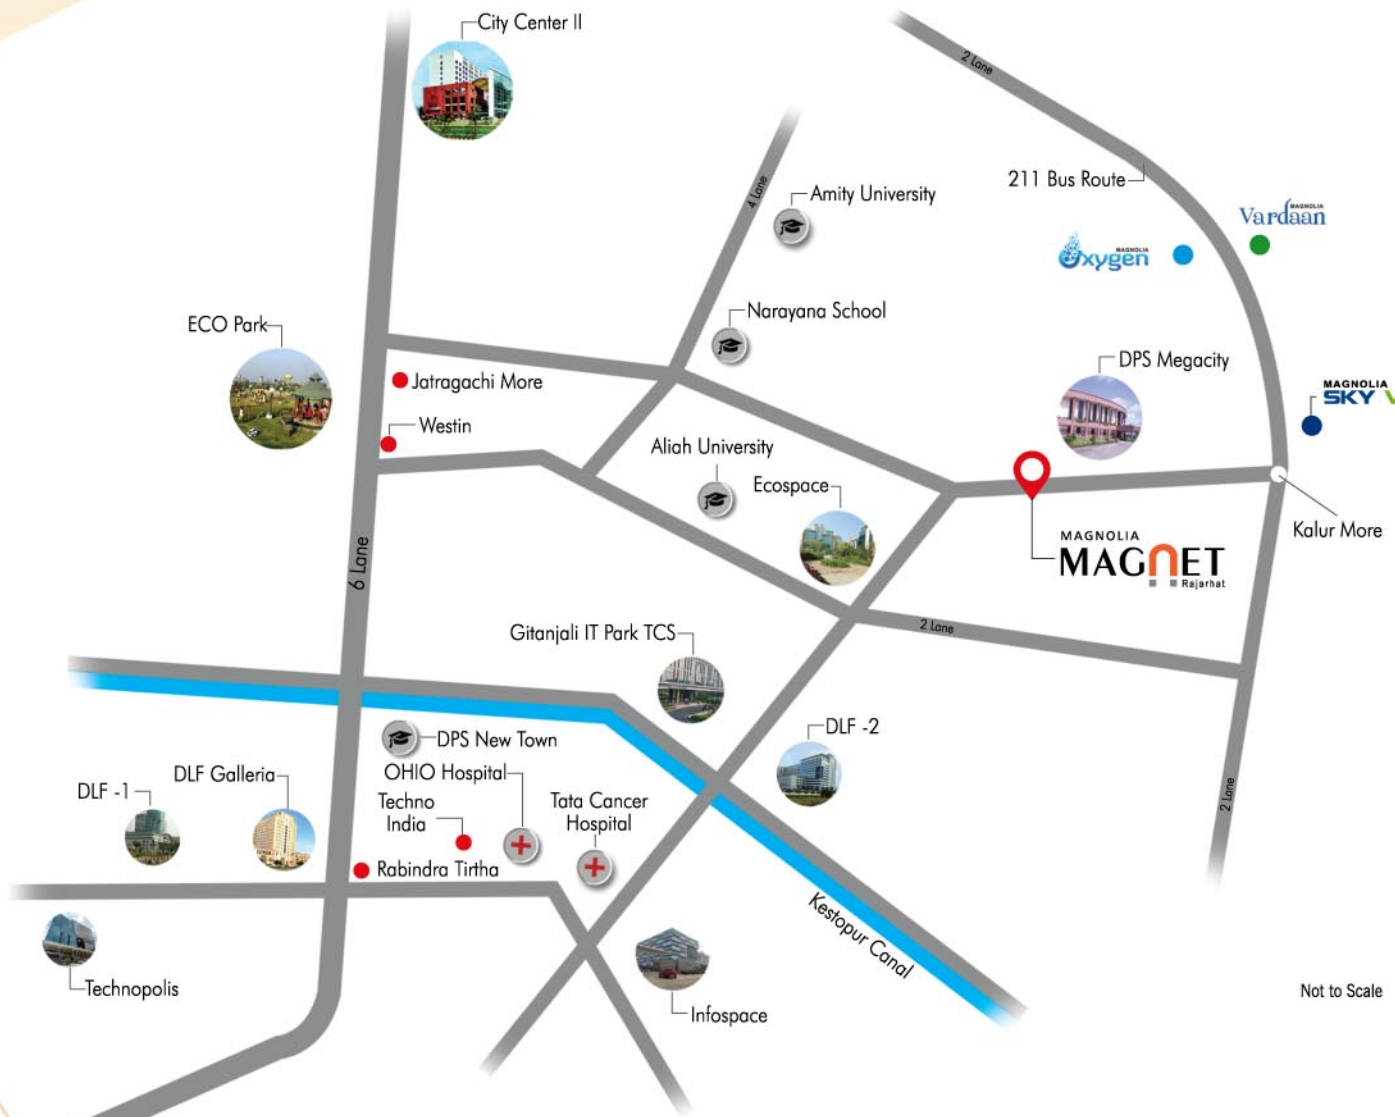 City Center II
2 Lane
211 Bus Route
4 Lane
Amity University
MAGNOLIA
Vardaan
MAGNOLIA
Oxygen
Narayana School
ECO Park
DPS Megacity
Jatragachi More
MAGNOLIA
SKY V
Westin
Aliah University
Ecospace
Kalur More
MAGNOLIA
MAGNET
Rajarhat
6 Lane
Gitanjali IT Park TCS
2 Lane
DLF -2
DPS New Town
OHIO Hospital
DLF Galleria
DLF -1
Techno
India
Tata Cancer
Hospital
2 Lane
Rabindra Tirtha
Kestopur Canal
Technopolis
Infospace
Not to Scale